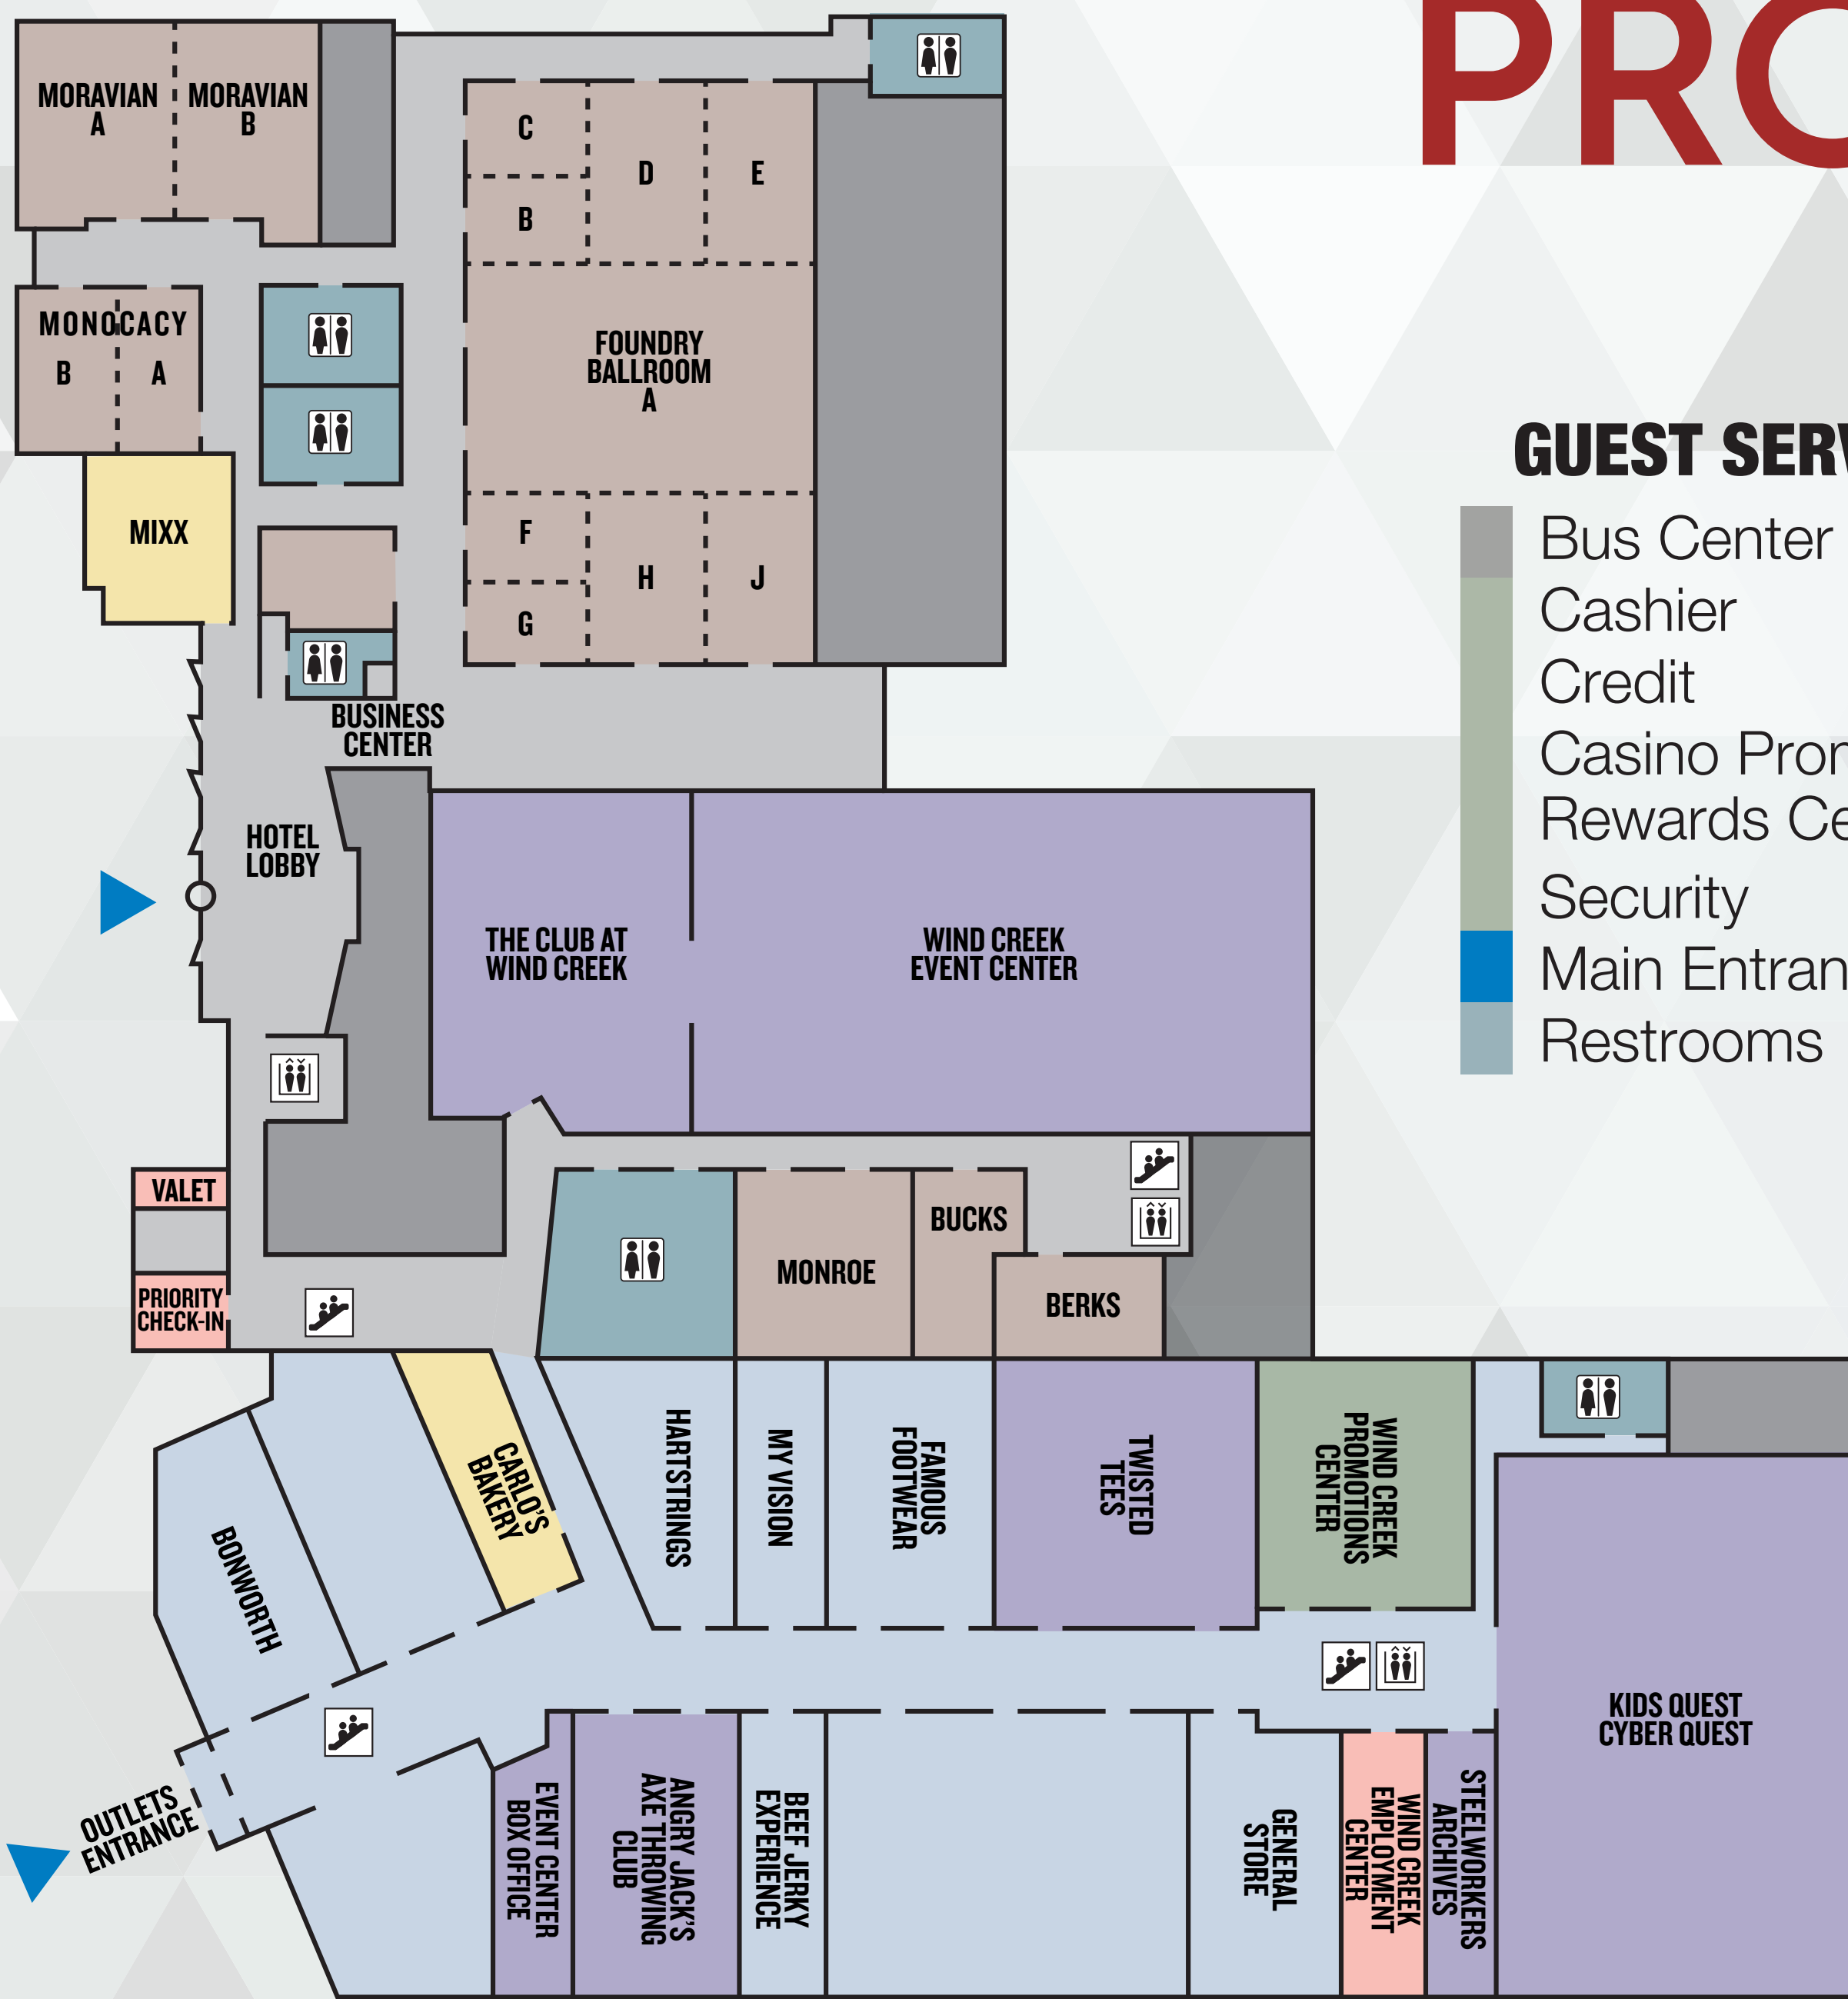 PRO
MORAVIAN
A
MORAVIAN
B
C
B
D
E
MONOCACY
B
A
FOUNDRY
BALLROOM
A
MIXX
F
G
H
J
BUSINESS
CENTER
HOTEL
LOBBY
THE CLUB AT
WIND CREEK
WIND CREEK
EVENT CENTER
GUEST SERV
Bus Center
Cashier
Credit
Casino Pro
Rewards Ce
Security
Main Entran
Restrooms
VALET
PRIORITY
CHECK-IN
MONROE
BUCKS
BERKS
BONWORTH
CARLO'S
BAKERY
HARTSTRINGS
MY VISION
FAMOUS
FOOTWEAR
TWISTED
TEES
WIND CREEK
PROMOTIONS
CENTER
KIDS QUEST
CYBER QUEST
OUTLETS
ENTRANCE
EVENT CENTER
BOX OFFICE
ANGRY JACK'S
AXE THROWING
CLUB
BEEF JERKY
EXPERIENCE
GENERAL
STORE
WIND CREEK
EMPLOYMENT
CENTER
STEELWORKERS
ARCHIVES